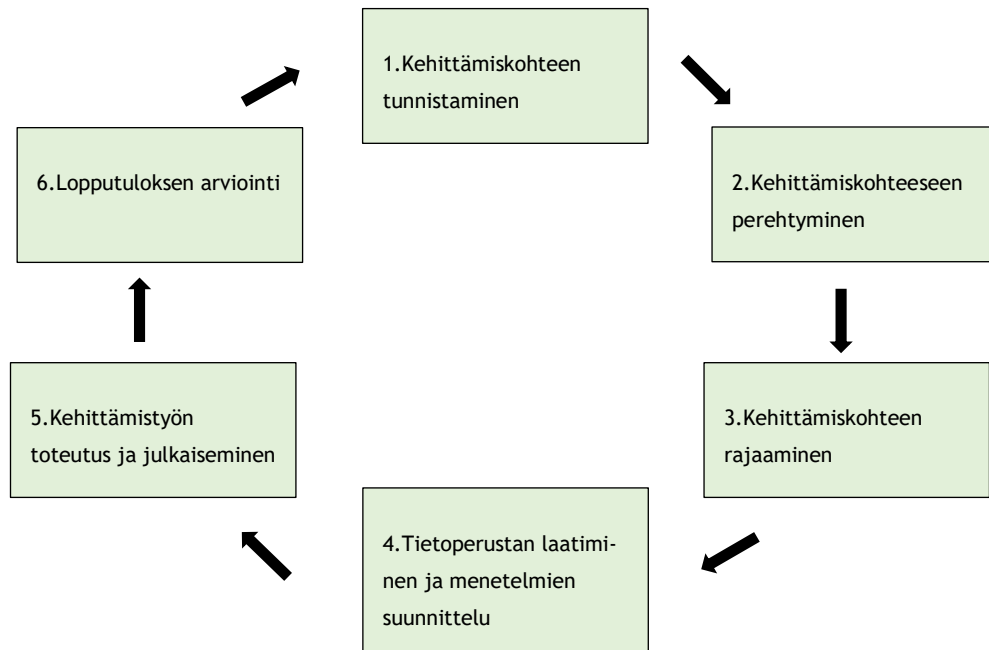 1.Kehittämiskohteen
tunnistaminen
2.Kehittämiskohteeseen
perehtyminen
3.Kehittämiskohteen
rajaaminen
4.Tietoperustan laatimi-
nen ja menetelmien
suunnittelu
5.Kehittämistyön
toteutus ja julkaiseminen
6.Lopputuloksen arviointi